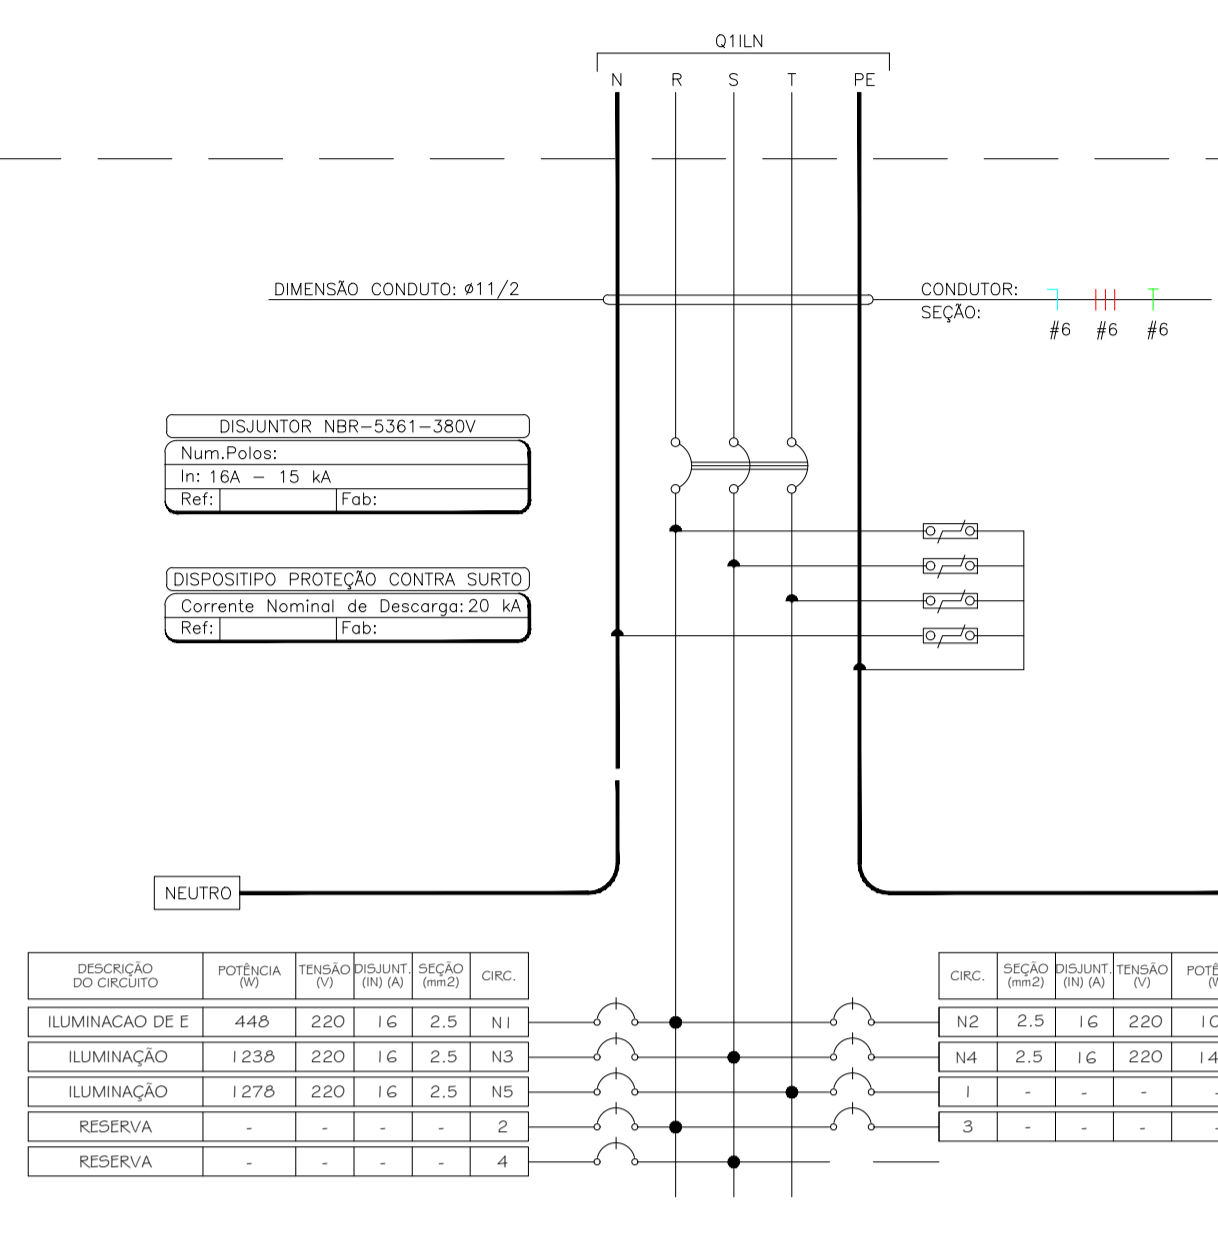 Q1ILN
N R S T PE
DIMENSÃO CONDUTO: ø11/2
CONDUTOR:
SEÇÃO:
#6 #6 #6
DISJUNTOR NBR-5361-380V
Num.Polos:
In: 16A - 15 kA
Ref: Fab:
DISPOSITIPO PROTEÇÃO CONTRA SURTO
Corrente Nominal de Descarga: 20 kA
Ref: Fab:
NEUTRO
DESCRIÇÃO DO CIRCUITO POTÊNCIA (W) TENSÃO (V) DISJUNT. (IN) (A) SEÇÃO (mm2) CIRC.
ILUMINACAO DE E 448 220 16 2.5 N1
ILUMINAÇÃO 1238 220 16 2.5 N3
ILUMINAÇÃO 1278 220 16 2.5 N5
RESERVA - - - - 2
RESERVA - - - - 4
CIRC. SEÇÃO (mm2) DISJUNT. (IN) (A) TENSÃO (V)
N2 2.5 16 220
N4 2.5 16 220
1 - - - -
3 - - - -